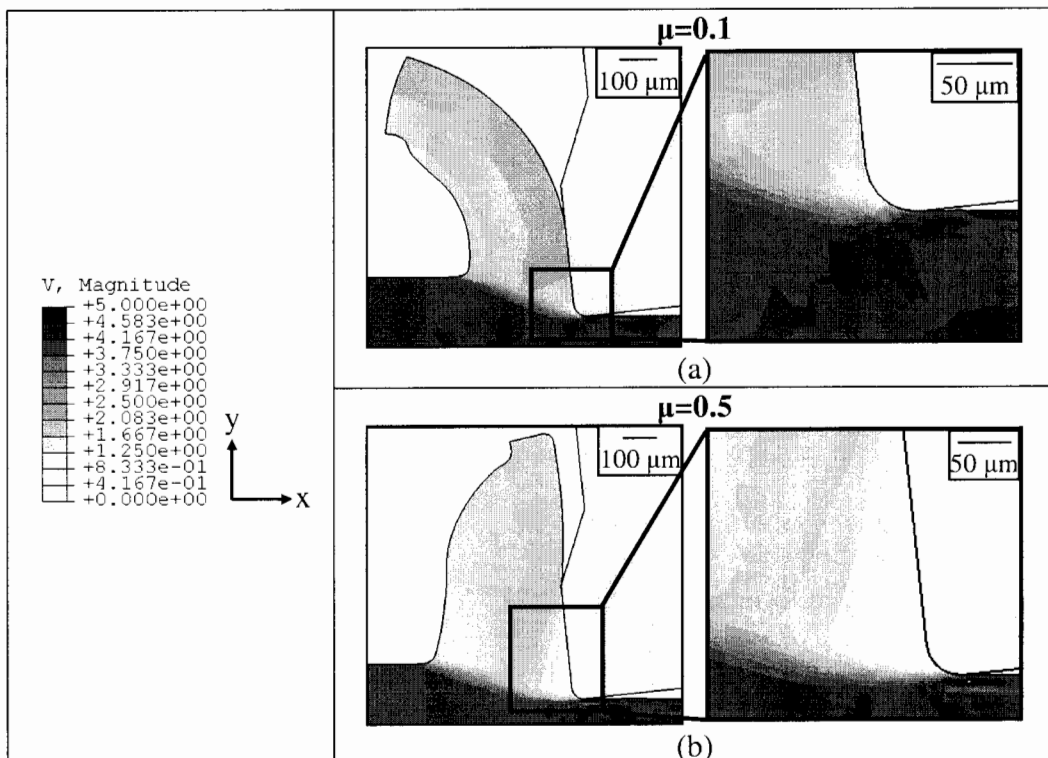 V, Magnitude
+5.000e+00
+4.583e+00
+4.167e+00
+3.750e+00
+3.333e+00
+2.917e+00
+2.500e+00
+2.083e+00
+1.667e+00
+1.250e+00
+8.333e-01
+4.167e-01
+0.000e+00
y
x
μ=0.1
100 μm
50 μm
(a)
μ=0.5
100 μm
50 μm
(b)